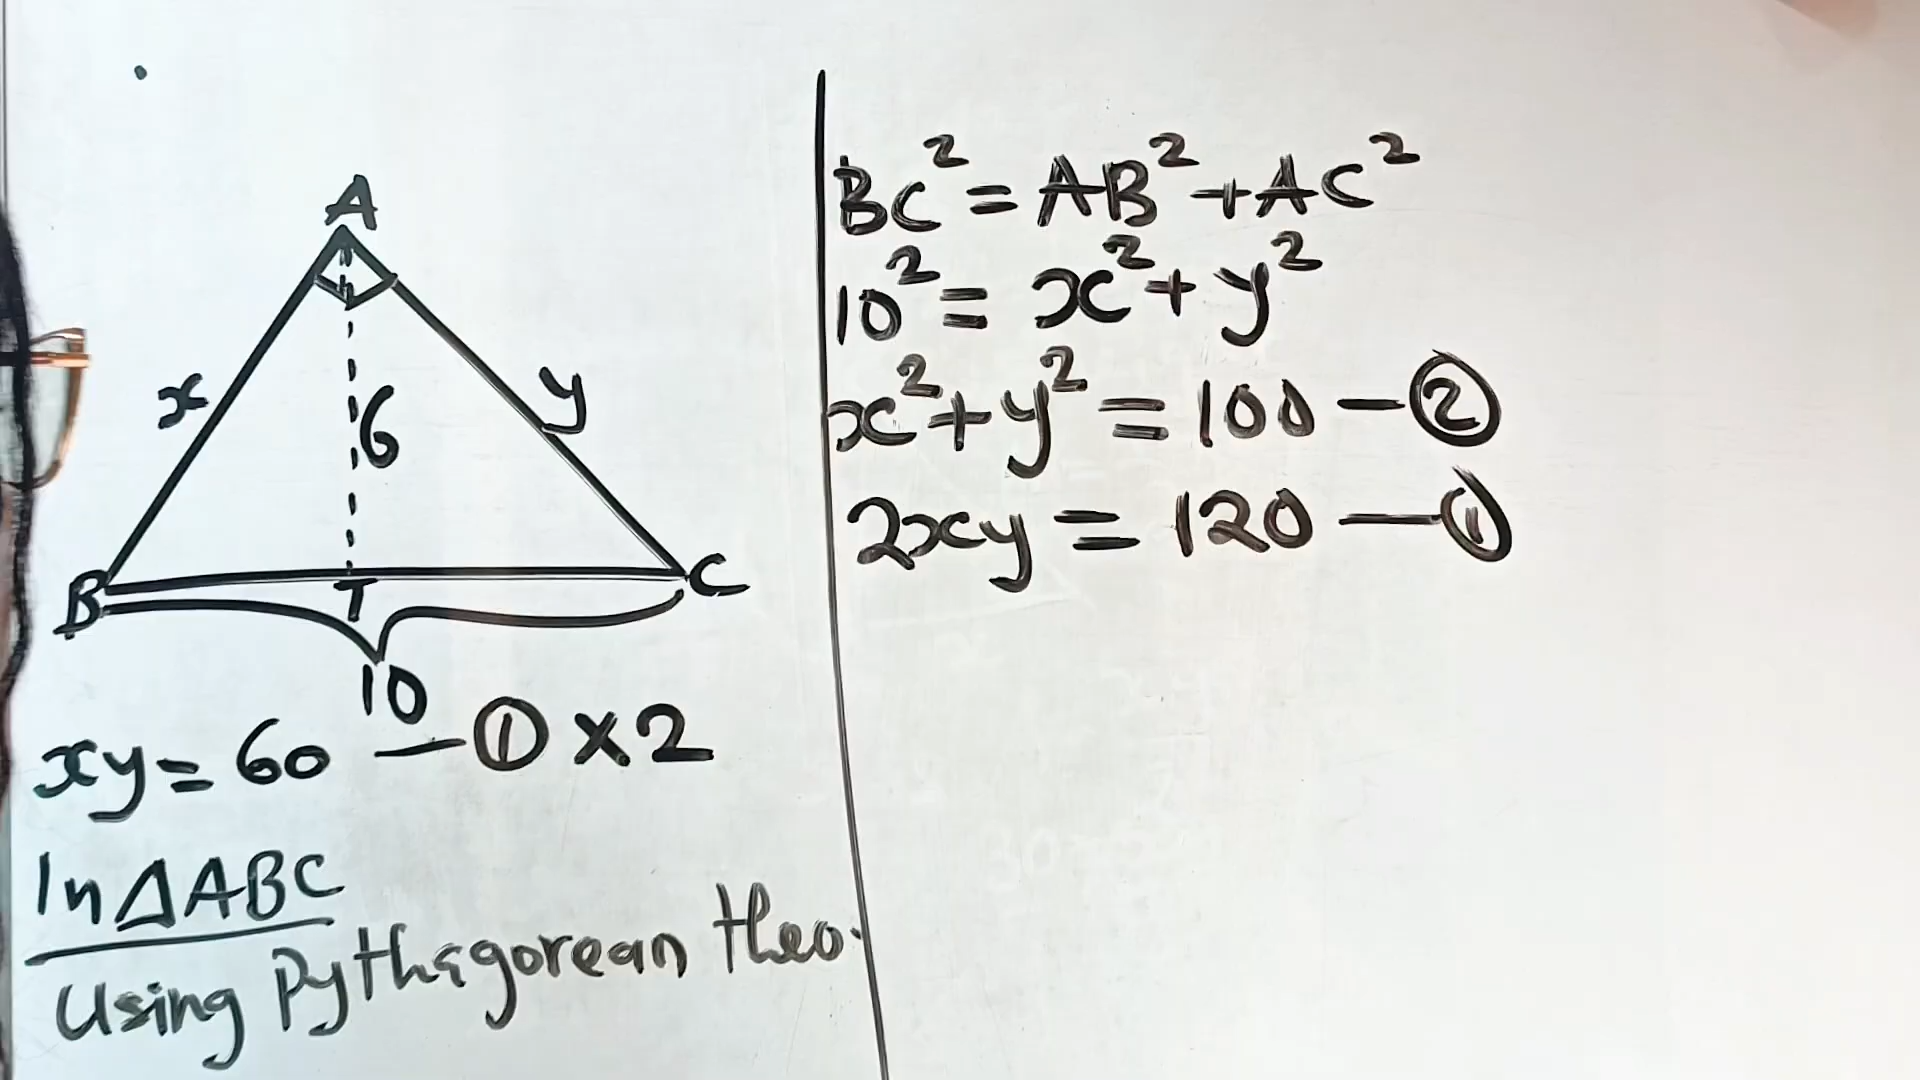 A
x
y
6
B
T
C
10
xy = 60 — ① × 2
In △ABC
Using Pythagorean theo.
BC² = AB² + AC²
10² = x² + y²
x² + y² = 100 — ②
2xy = 120 — ①